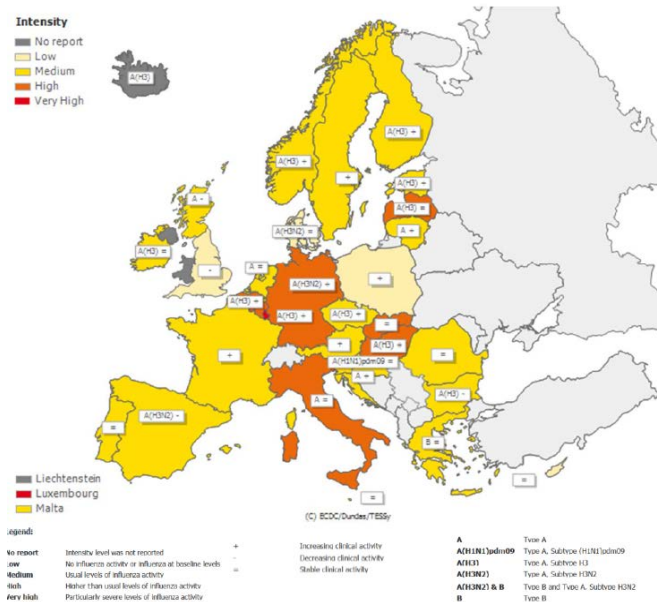 Intensity
No report
Low
Medium
High
Very High
A(H3)
A(H3) +
A(H3) +
+
A(H3) +
A(H3) =
A +
A -
A(H3) =
-
A(H3N2) =
A =
A(H3N2) +
+
A(H3) +
A(H3) +
A(H3) +
=
+
A(H3) +
A(H1N1)pdm09 =
=
+
A +
A(H3) -
A =
A(H3N2) -
=
B =
=
=
Liechtenstein
Luxembourg
Malta
(C) ECDC/Dundas/TESSy
Legend:
No report Intensity level was not reported + Increasing clinical activity A Type A
Low No influenza activity or influenza at baseline levels - Decreasing clinical activity A(H1N1)pdm09 Type A, Subtype (H1N1)pdm09
Medium Usual levels of influenza activity = Stable clinical activity A(H3) Type A, Subtype H3
High Higher than usual levels of influenza activity A(H3N2) Type A, Subtype H3N2
Very high Particularly severe levels of influenza activity A(H3N2) & B Type B and Type A, Subtype H3N2
B Type B